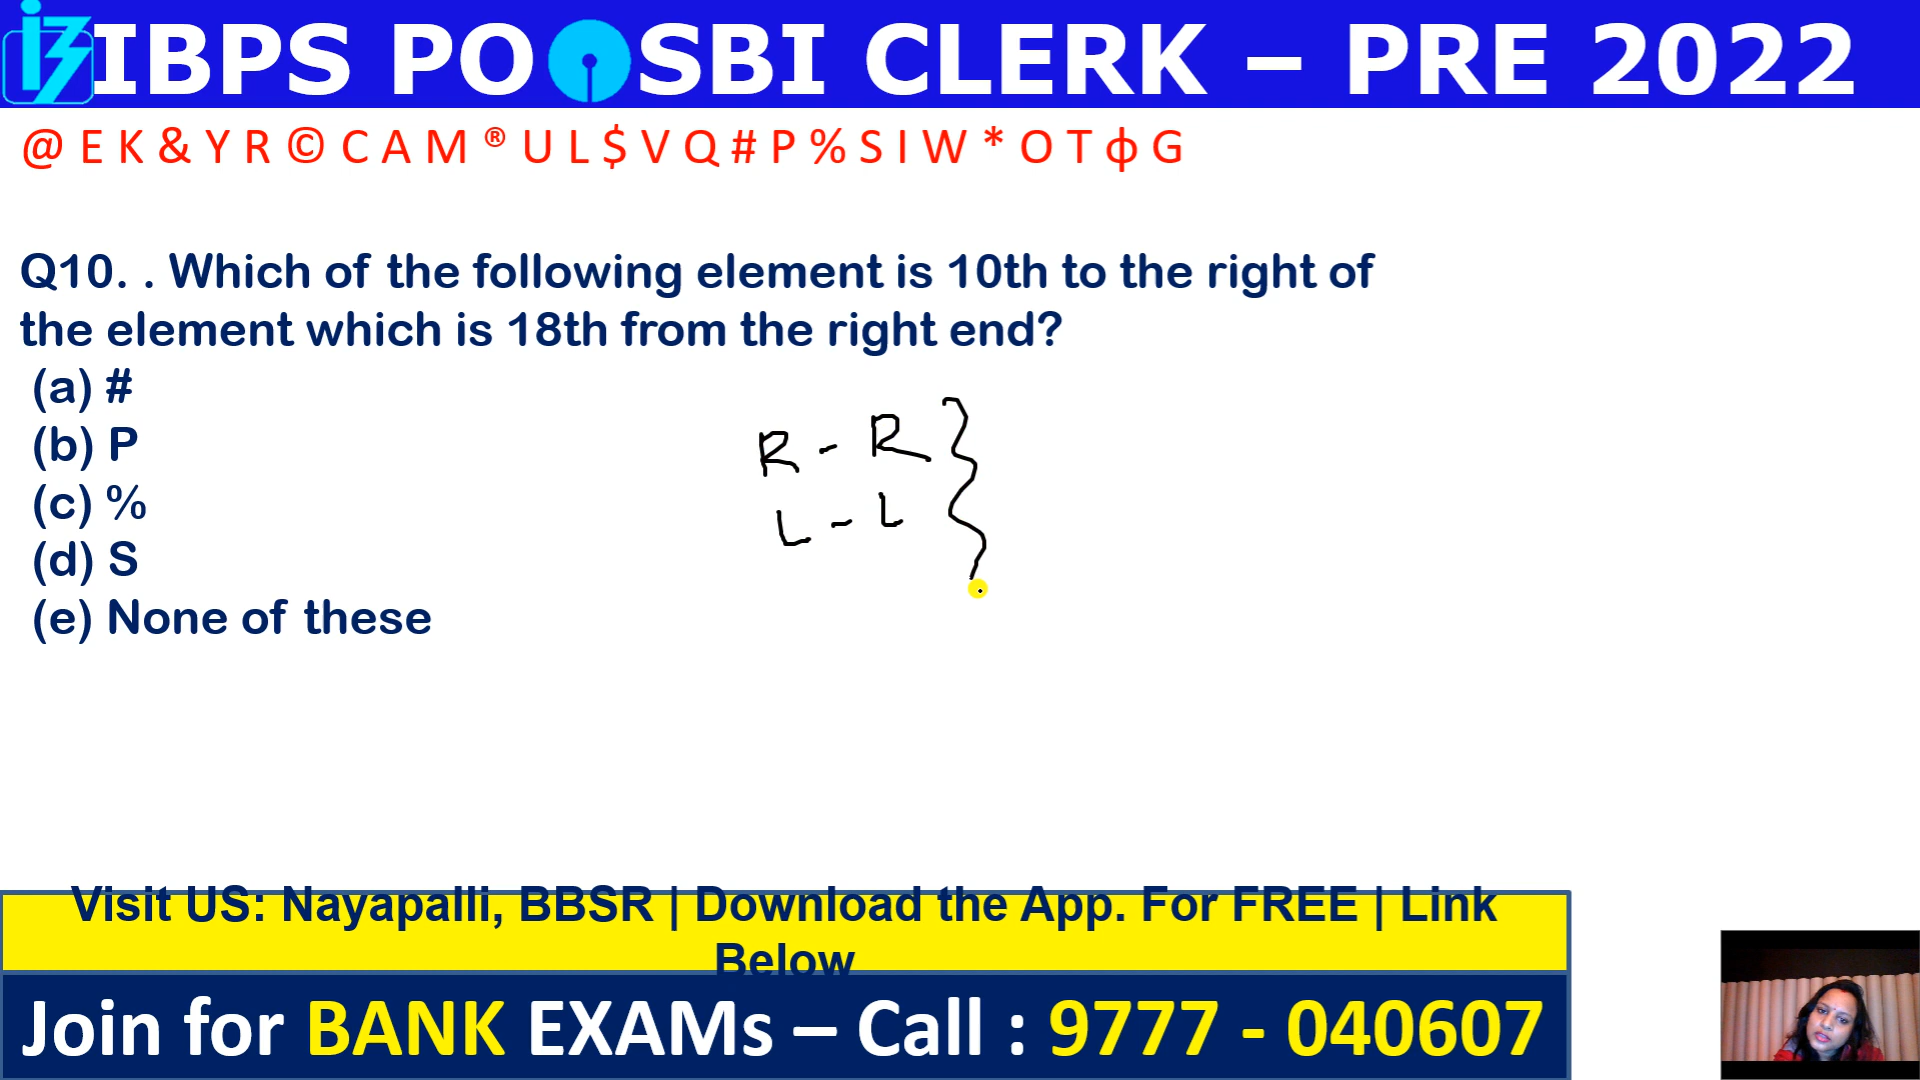 IBPS PO SBI CLERK – PRE 2022
@ E K & Y R © C A M ® U L $ V Q # P % S I W * O T ф G
Q10. . Which of the following element is 10th to the right of
the element which is 18th from the right end?
(a) #
(b) P
(c) %
(d) S
(e) None of these
R - R
L - L
Visit US: Nayapalli, BBSR | Download the App. For FREE | Link
Below
Join for BANK EXAMs – Call : 9777 - 040607